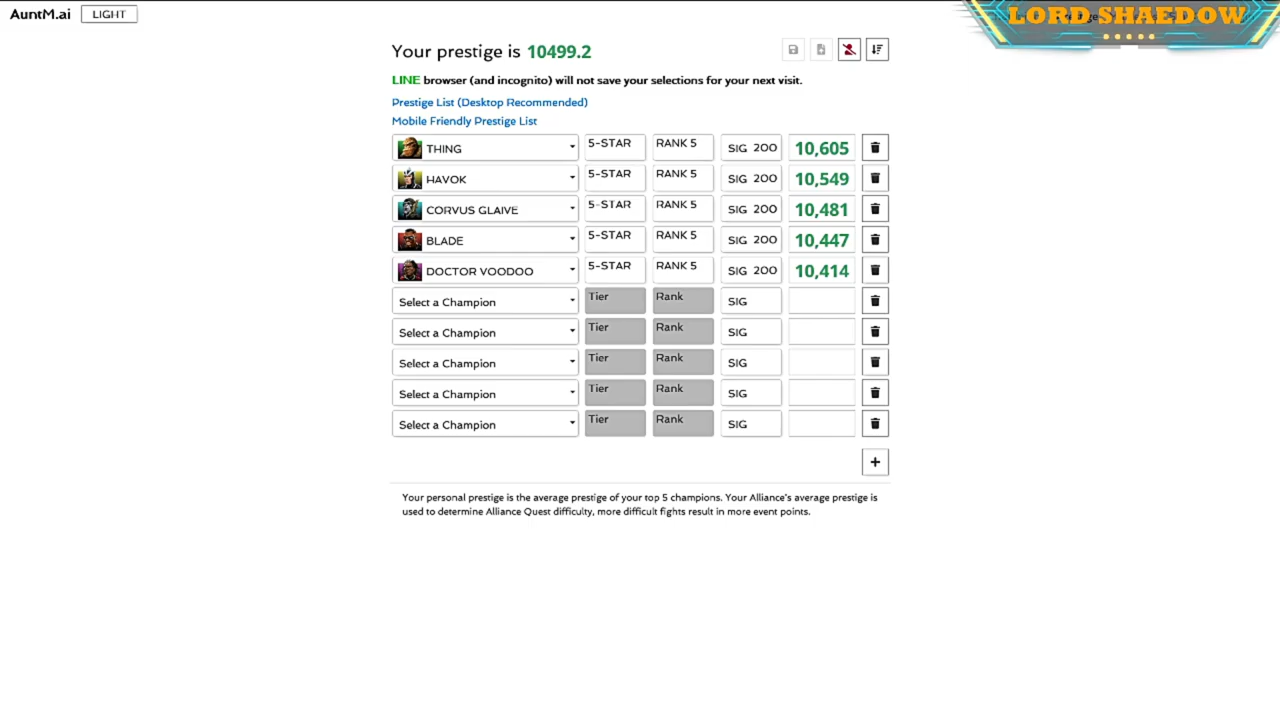 AuntM.ai LIGHT
LORD SHAEDOW
Your prestige is 10499.2
LINE browser (and incognito) will not save your selections for your next visit.
Prestige List (Desktop Recommended)
Mobile Friendly Prestige List
THING 5-STAR RANK 5 SIG 200 10,605
HAVOK 5-STAR RANK 5 SIG 200 10,549
CORVUS GLAIVE 5-STAR RANK 5 SIG 200 10,481
BLADE 5-STAR RANK 5 SIG 200 10,447
DOCTOR VOODOO 5-STAR RANK 5 SIG 200 10,414
Select a Champion Tier Rank SIG
Select a Champion Tier Rank SIG
Select a Champion Tier Rank SIG
Select a Champion Tier Rank SIG
Select a Champion Tier Rank SIG
+
Your personal prestige is the average prestige of your top 5 champions. Your Alliance's average prestige is
used to determine Alliance Quest difficulty, more difficult fights result in more event points.